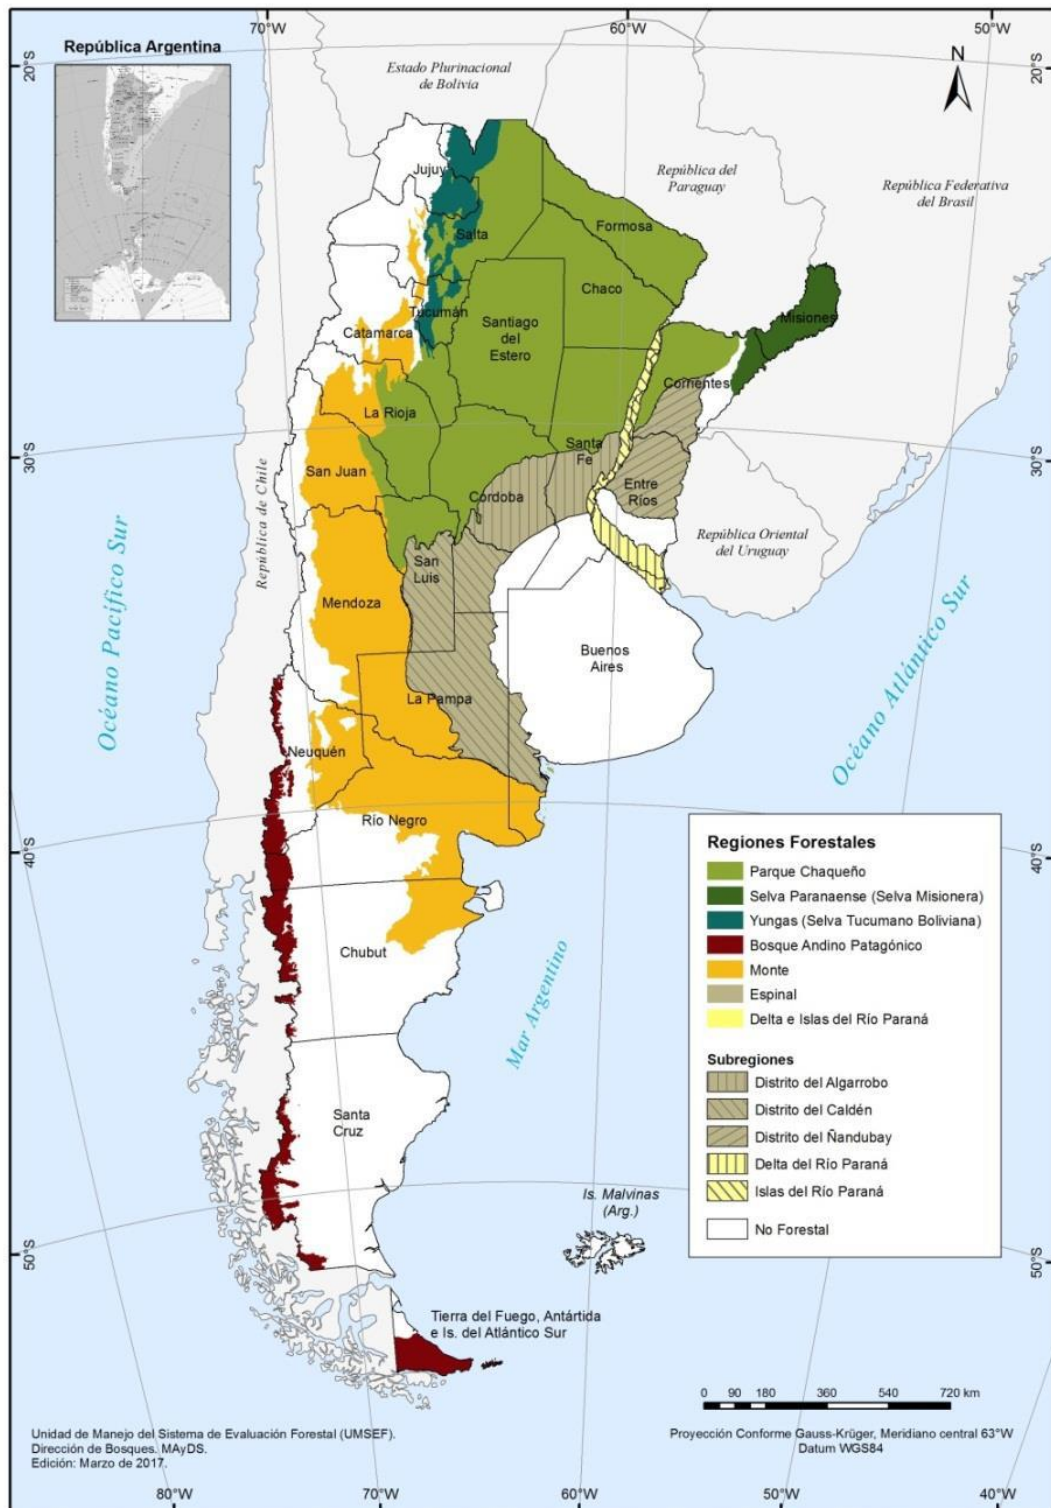 70°W
60°W
50°W
República Argentina
20°S
20°S
N
Estado Plurinacional
de Bolivia
República del
Paraguay
República Federativa
del Brasil
Jujuy
Salta
Formosa
Chaco
Tucumán
Santiago
del
Estero
Catamarca
Misiones
Corrientes
La Rioja
Santa
Fe
30°S
30°S
San Juan
Cordoba
Entre
Ríos
República de Chile
República Oriental
del Uruguay
San
Luis
Mendoza
Buenos
Aires
Océano Pacífico Sur
Océano Atlántico Sur
La Pampa
Neuquén
Río Negro
40°S
40°S
Chubut
Mar Argentino
Santa
Cruz
Regiones Forestales
Parque Chaqueño
Selva Paranaense (Selva Misionera)
Yungas (Selva Tucumano Boliviana)
Bosque Andino Patagónico
Monte
Espinal
Delta e Islas del Río Paraná
Subregiones
Distrito del Algarrobo
Distrito del Caldén
Distrito del Ñandubay
Delta del Río Paraná
Islas del Río Paraná
No Forestal
Is. Malvinas
(Arg.)
50°S
50°S
Tierra del Fuego, Antártida
e Is. del Atlántico Sur
0 90 180 360 540 720 km
Unidad de Manejo del Sistema de Evaluación Forestal (UMSEF).
Dirección de Bosques. MAyDS.
Edición: Marzo de 2017.
Proyección Conforme Gauss-Krüger, Meridiano central 63°W
Datum WGS84
80°W
70°W
60°W
50°W
40°W